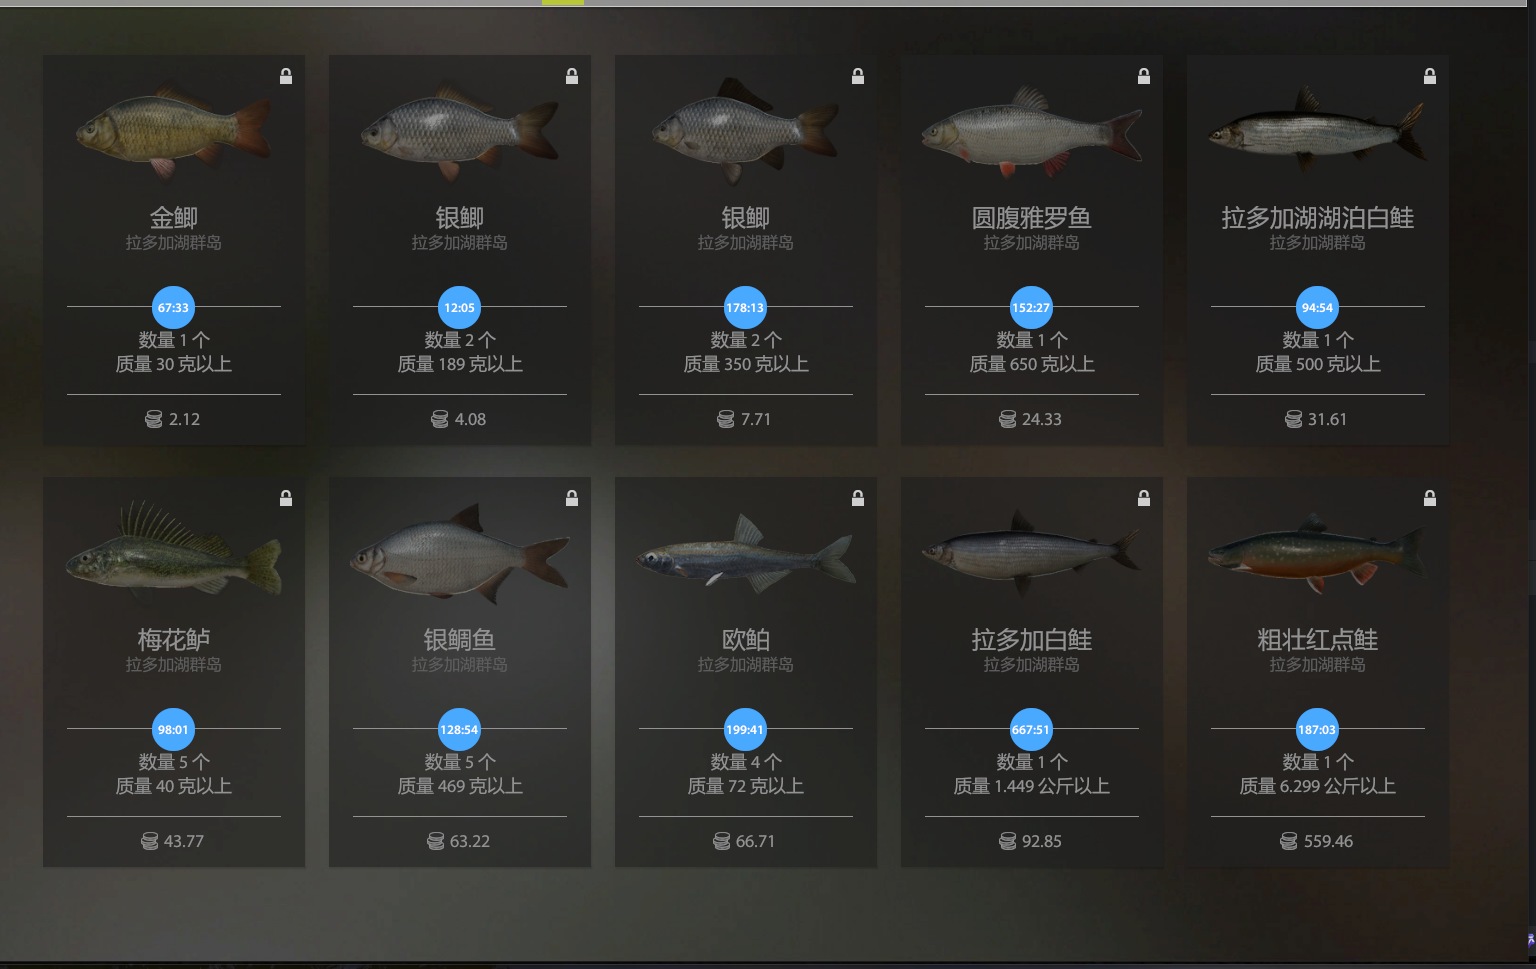 金鲫
拉多加湖群岛
67:33
数量 1 个
质量 30 克以上
2.12
银鲫
拉多加湖群岛
12:05
数量 2 个
质量 189 克以上
4.08
银鲫
拉多加湖群岛
178:13
数量 2 个
质量 350 克以上
7.71
圆腹雅罗鱼
拉多加湖群岛
152:27
数量 1 个
质量 650 克以上
24.33
拉多加湖湖泊白鲑
拉多加湖群岛
94:54
数量 1 个
质量 500 克以上
31.61
梅花鲈
拉多加湖群岛
98:01
数量 5 个
质量 40 克以上
43.77
银鲷鱼
拉多加湖群岛
128:54
数量 5 个
质量 469 克以上
63.22
欧鲌
拉多加湖群岛
199:41
数量 4 个
质量 72 克以上
66.71
拉多加白鲑
拉多加湖群岛
667:51
数量 1 个
质量 1.449 公斤以上
92.85
粗壮红点鲑
拉多加湖群岛
187:03
数量 1 个
质量 6.299 公斤以上
559.46